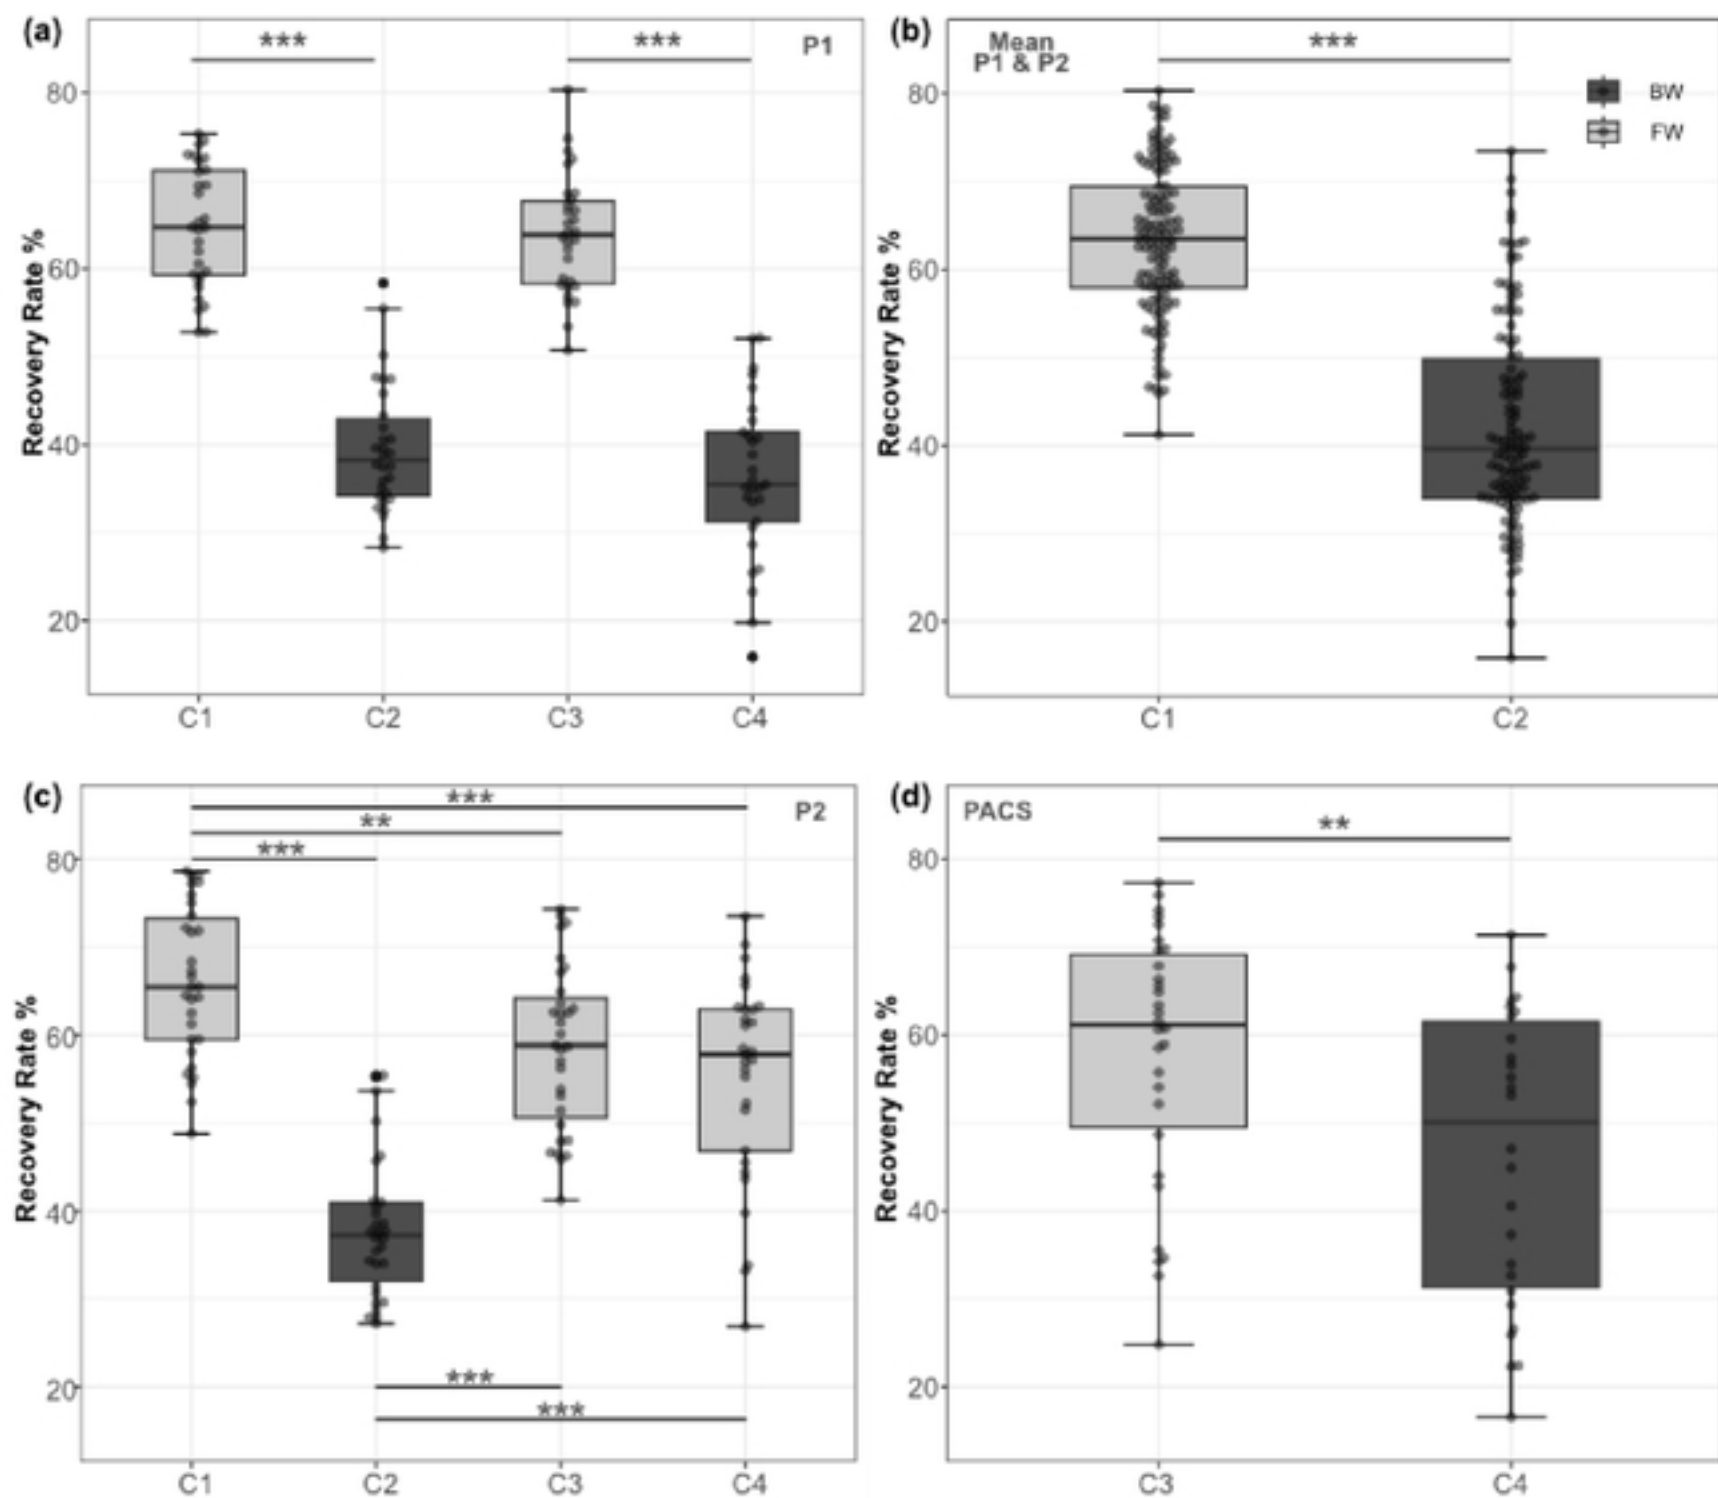 (a)
***
***
P1
Recovery Rate %
80
60
40
20
C1
C2
C3
C4
(b)
Mean
P1 & P2
***
BW
FW
Recovery Rate %
80
60
40
20
C1
C2
(c)
***
**
***
P2
Recovery Rate %
80
60
40
20
***
***
C1
C2
C3
C4
(d)
PACS
**
Recovery Rate %
80
60
40
20
C3
C4